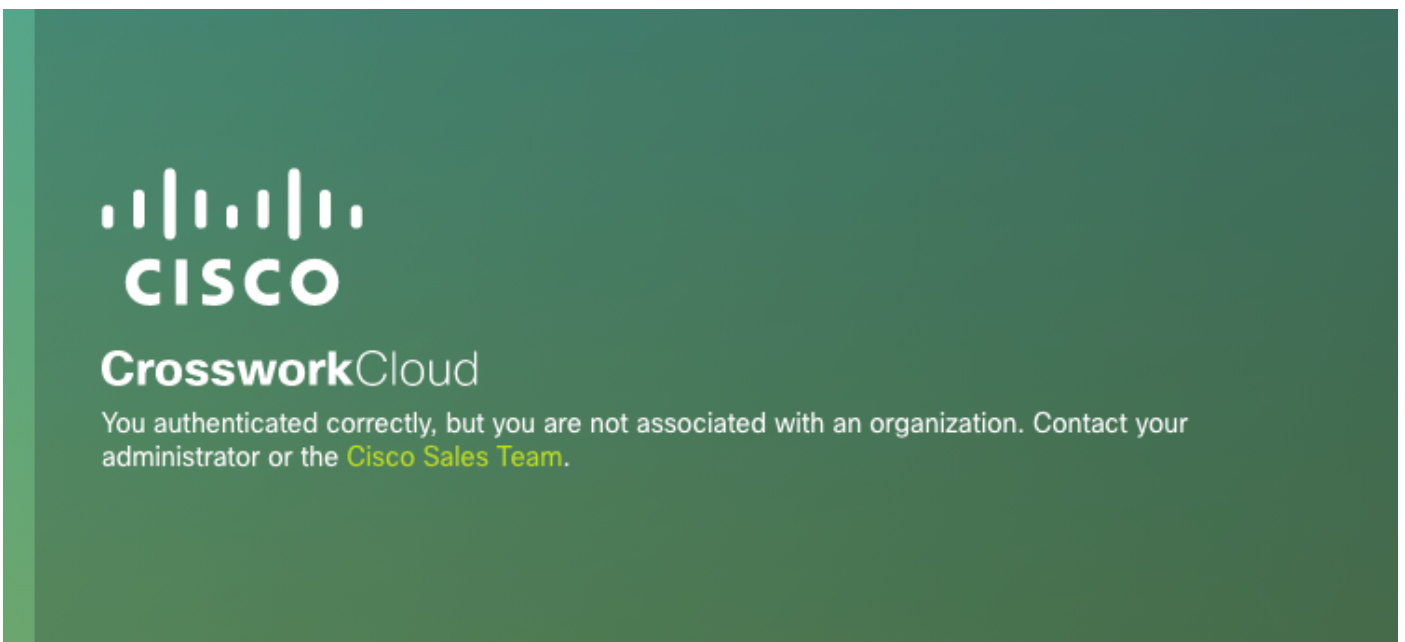 CISCO
CrossworkCloud
You authenticated correctly, but you are not associated with an organization. Contact your
administrator or the Cisco Sales Team.